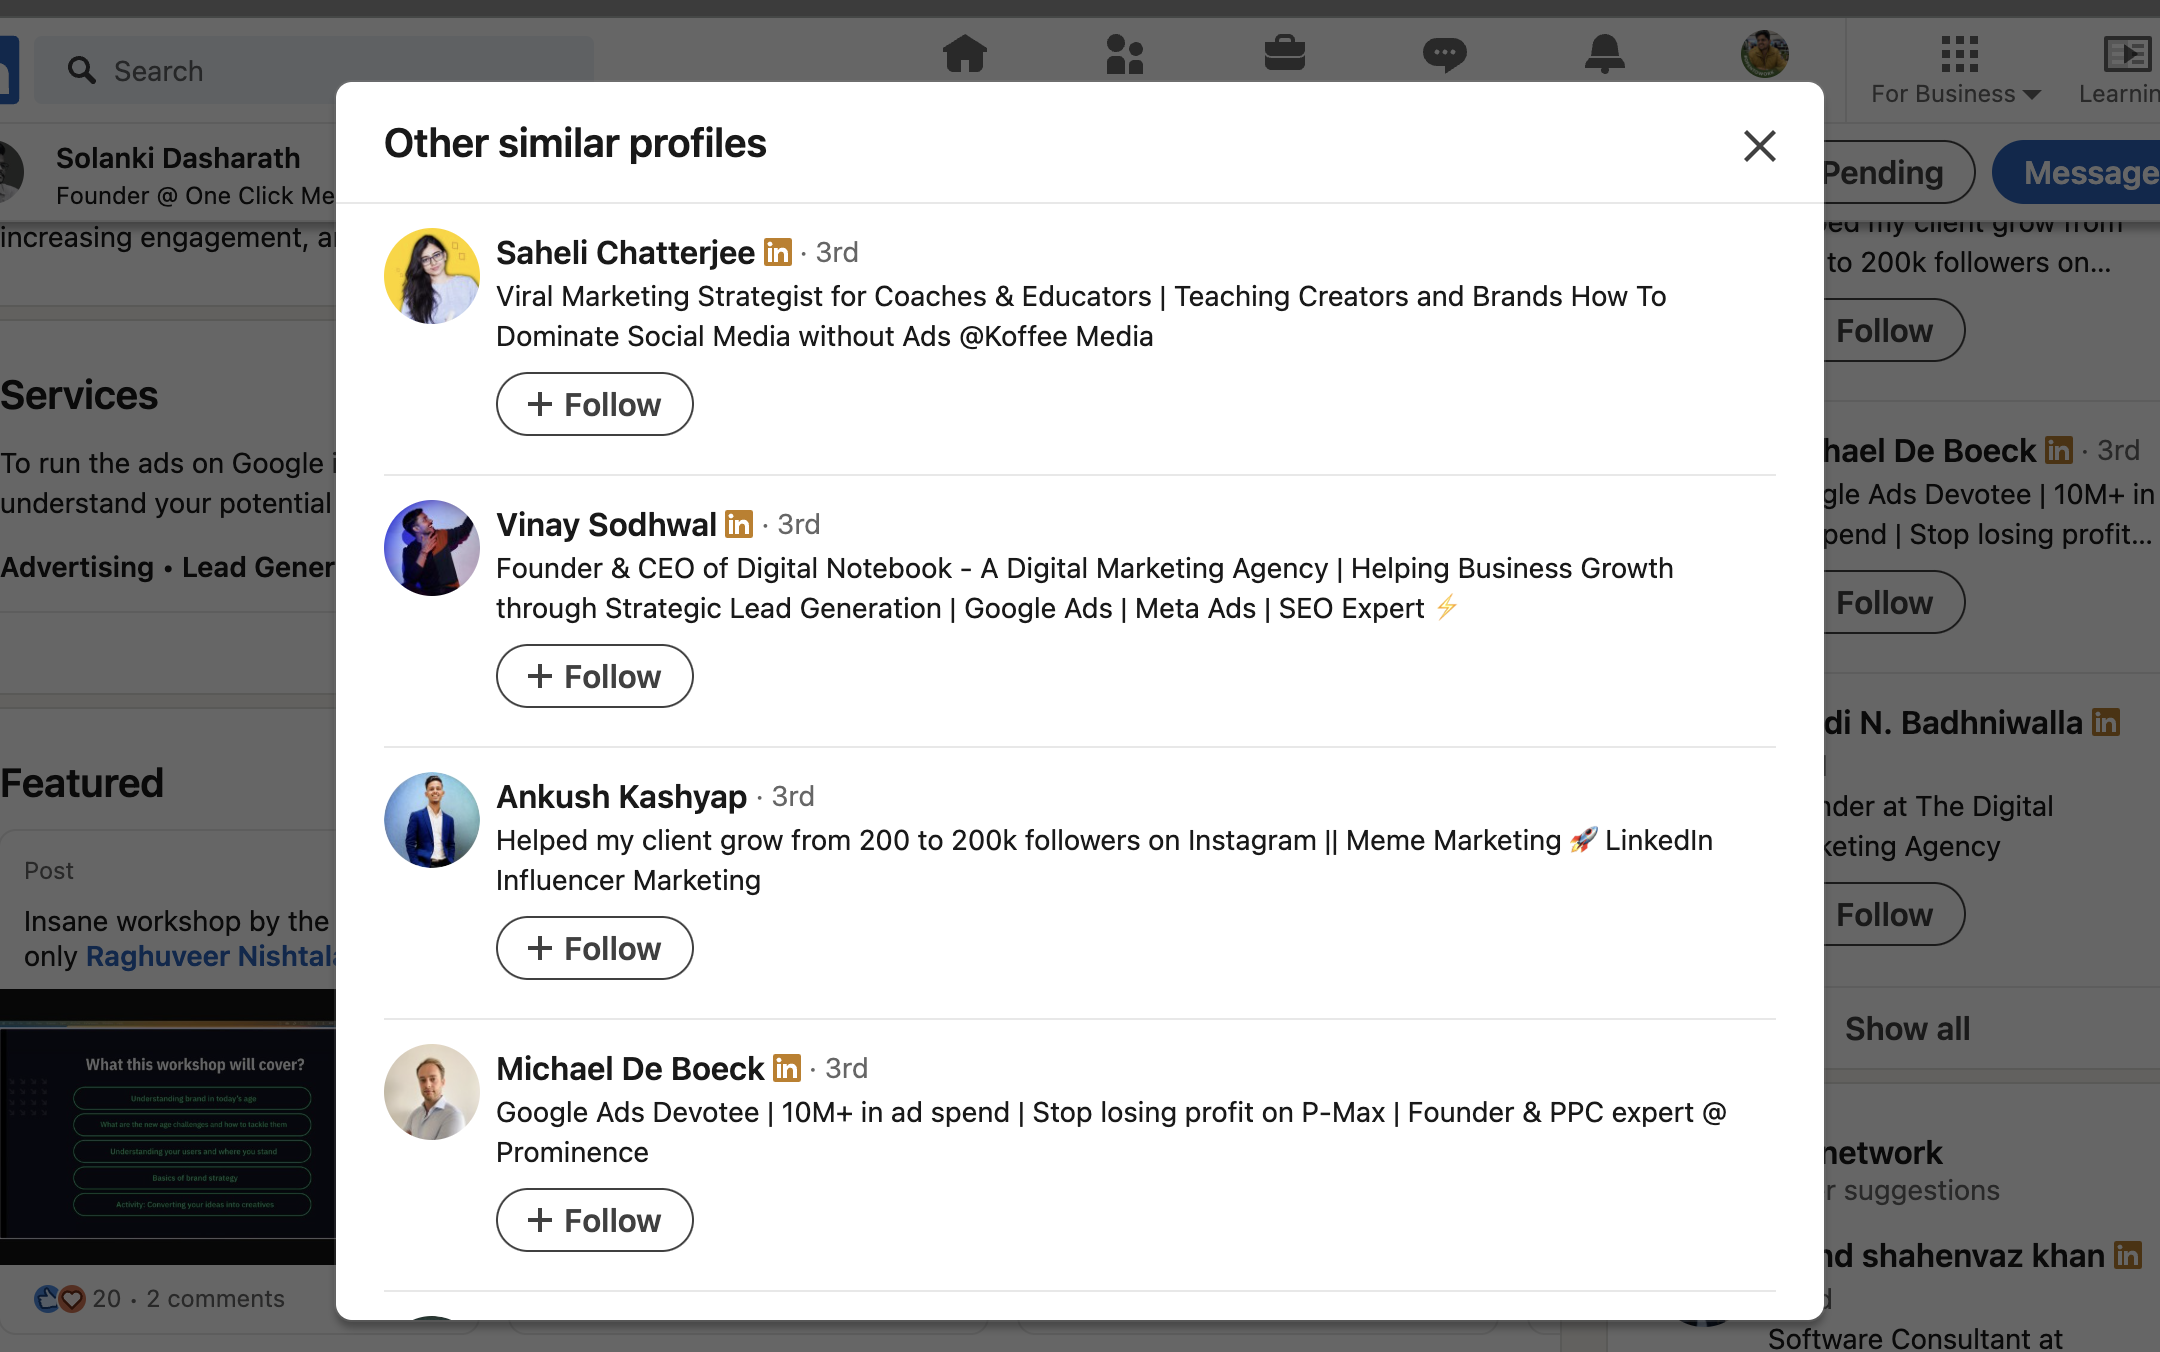 Search
For Business
Learnin
Solanki Dasharath
Founder @ One Click Me
Pending
Message
increasing engagement, a
Services
To run the ads on Google i
understand your potential
Advertising • Lead Gener
Featured
Post
Insane workshop by the
only Raghuveer Nishtala
What this workshop will cover?
Understanding brand in today's age
What are the new age challenges and how to tackle them
Understanding your users and where you stand
Basics of brand strategy
Activity: Converting your ideas into creatives
20 · 2 comments
Other similar profiles
Saheli Chatterjee in · 3rd
Viral Marketing Strategist for Coaches & Educators | Teaching Creators and Brands How To
Dominate Social Media without Ads @Koffee Media
+ Follow
Vinay Sodhwal in · 3rd
Founder & CEO of Digital Notebook - A Digital Marketing Agency | Helping Business Growth
through Strategic Lead Generation | Google Ads | Meta Ads | SEO Expert ⚡
+ Follow
Ankush Kashyap · 3rd
Helped my client grow from 200 to 200k followers on Instagram || Meme Marketing 🚀 LinkedIn
Influencer Marketing
+ Follow
Michael De Boeck in · 3rd
Google Ads Devotee | 10M+ in ad spend | Stop losing profit on P-Max | Founder & PPC expert @
Prominence
+ Follow
ped my client grow from
to 200k followers on...
Follow
hael De Boeck in · 3rd
gle Ads Devotee | 10M+ in
pend | Stop losing profit...
Follow
di N. Badhniwalla in
nder at The Digital
keting Agency
Follow
Show all
network
r suggestions
nd shahenvaz khan in
Software Consultant at